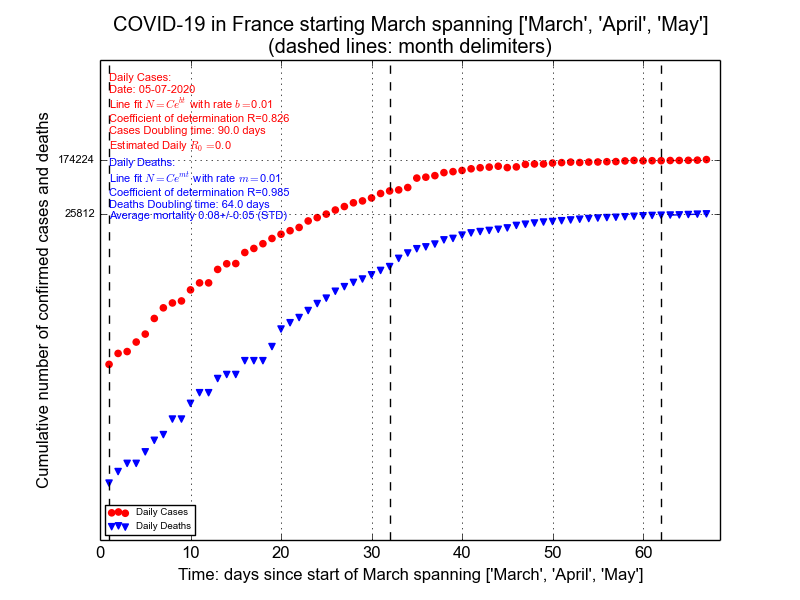 COVID-19 in France starting March spanning ['March', 'April', 'May']
(dashed lines: month delimiters)
Daily Cases:
Date: 05-07-2020
Line fit N = Ce^{bt} with rate b =0.01
Coefficient of determination R=0.826
Cases Doubling time: 90.0 days
Estimated Daily R_0 =0.0
Daily Deaths:
Line fit N = Ce^{mt} with rate m =0.01
Coefficient of determination R=0.985
Deaths Doubling time: 64.0 days
Average mortality 0.08+/-0.05 (STD)
174224
25812
Cumulative number of confirmed cases and deaths
Daily Cases
Daily Deaths
0 10 20 30 40 50 60
Time: days since start of March spanning ['March', 'April', 'May']